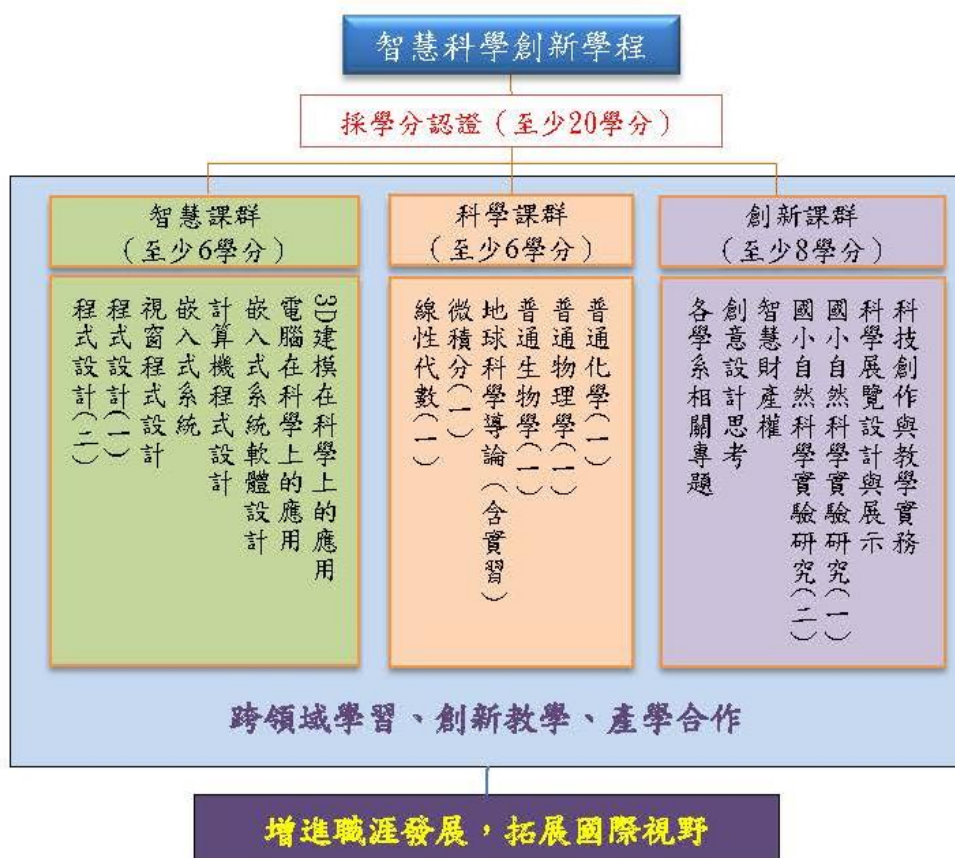 智慧科學創新學程
採學分認證（至少20學分）
智慧課群
（至少6學分）
3D建模在科學上的應用
電腦在科學上的應用
嵌入式系統軟體設計
計算機程式設計
嵌入式系統
視窗程式設計
程式設計(一)
程式設計(二)
科學課群
（至少6學分）
普通化學(一)
普通物理學(一)
普通生物學(一)
地球科學導論（含實習）
微積分(一)
線性代數(一)
創新課群
（至少8學分）
科技創作與教學實務
科學展覽設計與展示
國小自然科學實驗研究(一)
國小自然科學實驗研究(二)
智慧財產權
創意設計思考
各學系相關專題
跨領域學習、創新教學、產學合作
增進職涯發展，拓展國際視野